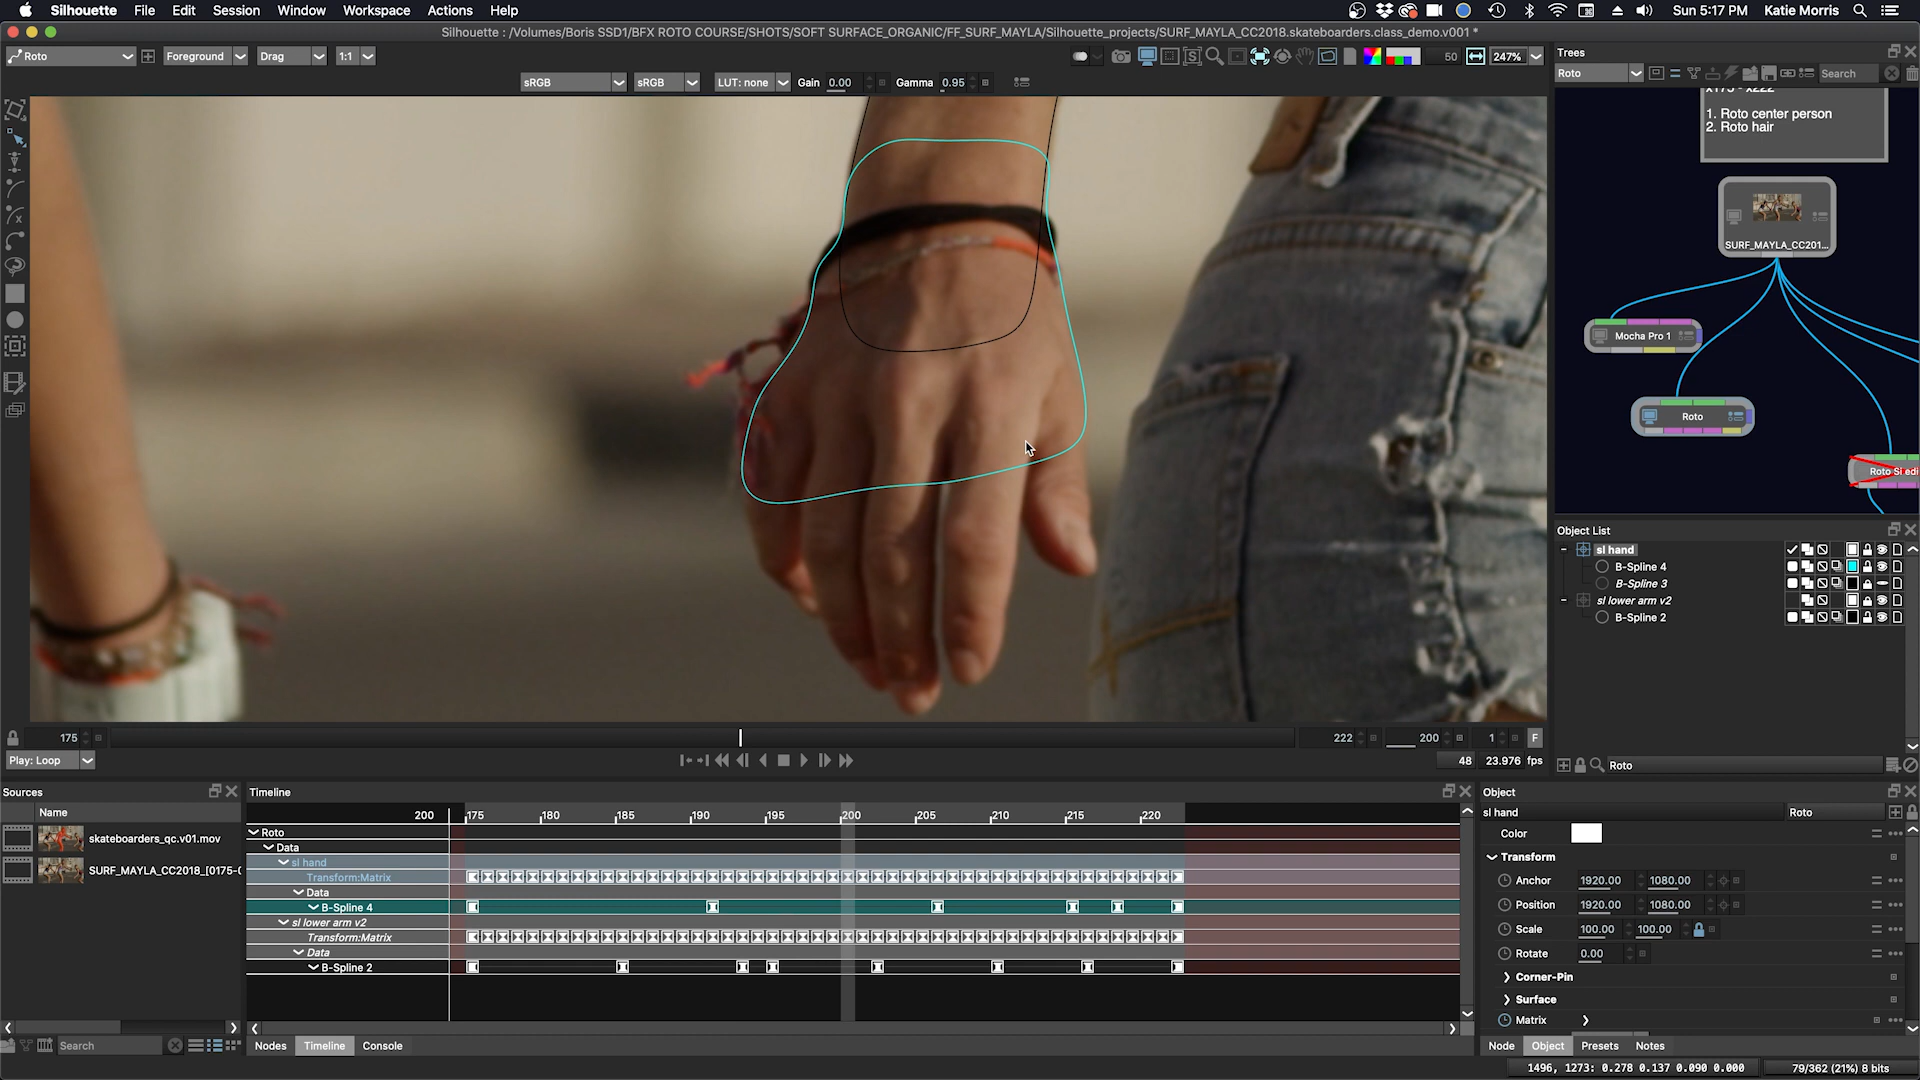 Silhouette File Edit Session Window Workspace Actions Help Sun 5:17 PM Katie Morris
Silhouette : /Volumes/Boris SSD1/BFX ROTO COURSE/SHOTS/SOFT SURFACE_ORGANIC/FF_SURF_MAYLA/Silhouette_projects/SURF_MAYLA_CC2018.skateboarders.class_demo.v001 *
Roto Foreground Drag 1:1 50 247%
sRGB sRGB LUT: none Gain 0.00 Gamma 0.95
Trees
Roto Search
x175 - x222
1. Roto center person
2. Roto hair
SURF_MAYLA_CC201...
Mocha Pro 1
Roto
Roto Si edi
Object List
sl hand
B-Spline 4
B-Spline 3
sl lower arm v2
B-Spline 2
Roto
175 222 200 1 F
Play: Loop 48 23.976 fps
Sources
Name
skateboarders_qc.v01.mov
SURF_MAYLA_CC2018_[0175-0
Search
Timeline
200 175 180 185 190 195 200 205 210 215 220
Roto
Data
sl hand
Transform:Matrix
Data
B-Spline 4
sl lower arm v2
Transform:Matrix
Data
B-Spline 2
Nodes Timeline Console
Object
sl hand Roto
Color
Transform
Anchor 1920.00 1080.00
Position 1920.00 1080.00
Scale 100.00 100.00
Rotate 0.00
Corner-Pin
Surface
Matrix
Node Object Presets Notes
1496, 1273: 0.278 0.137 0.090 0.000 79/362 (21%) 8 bits